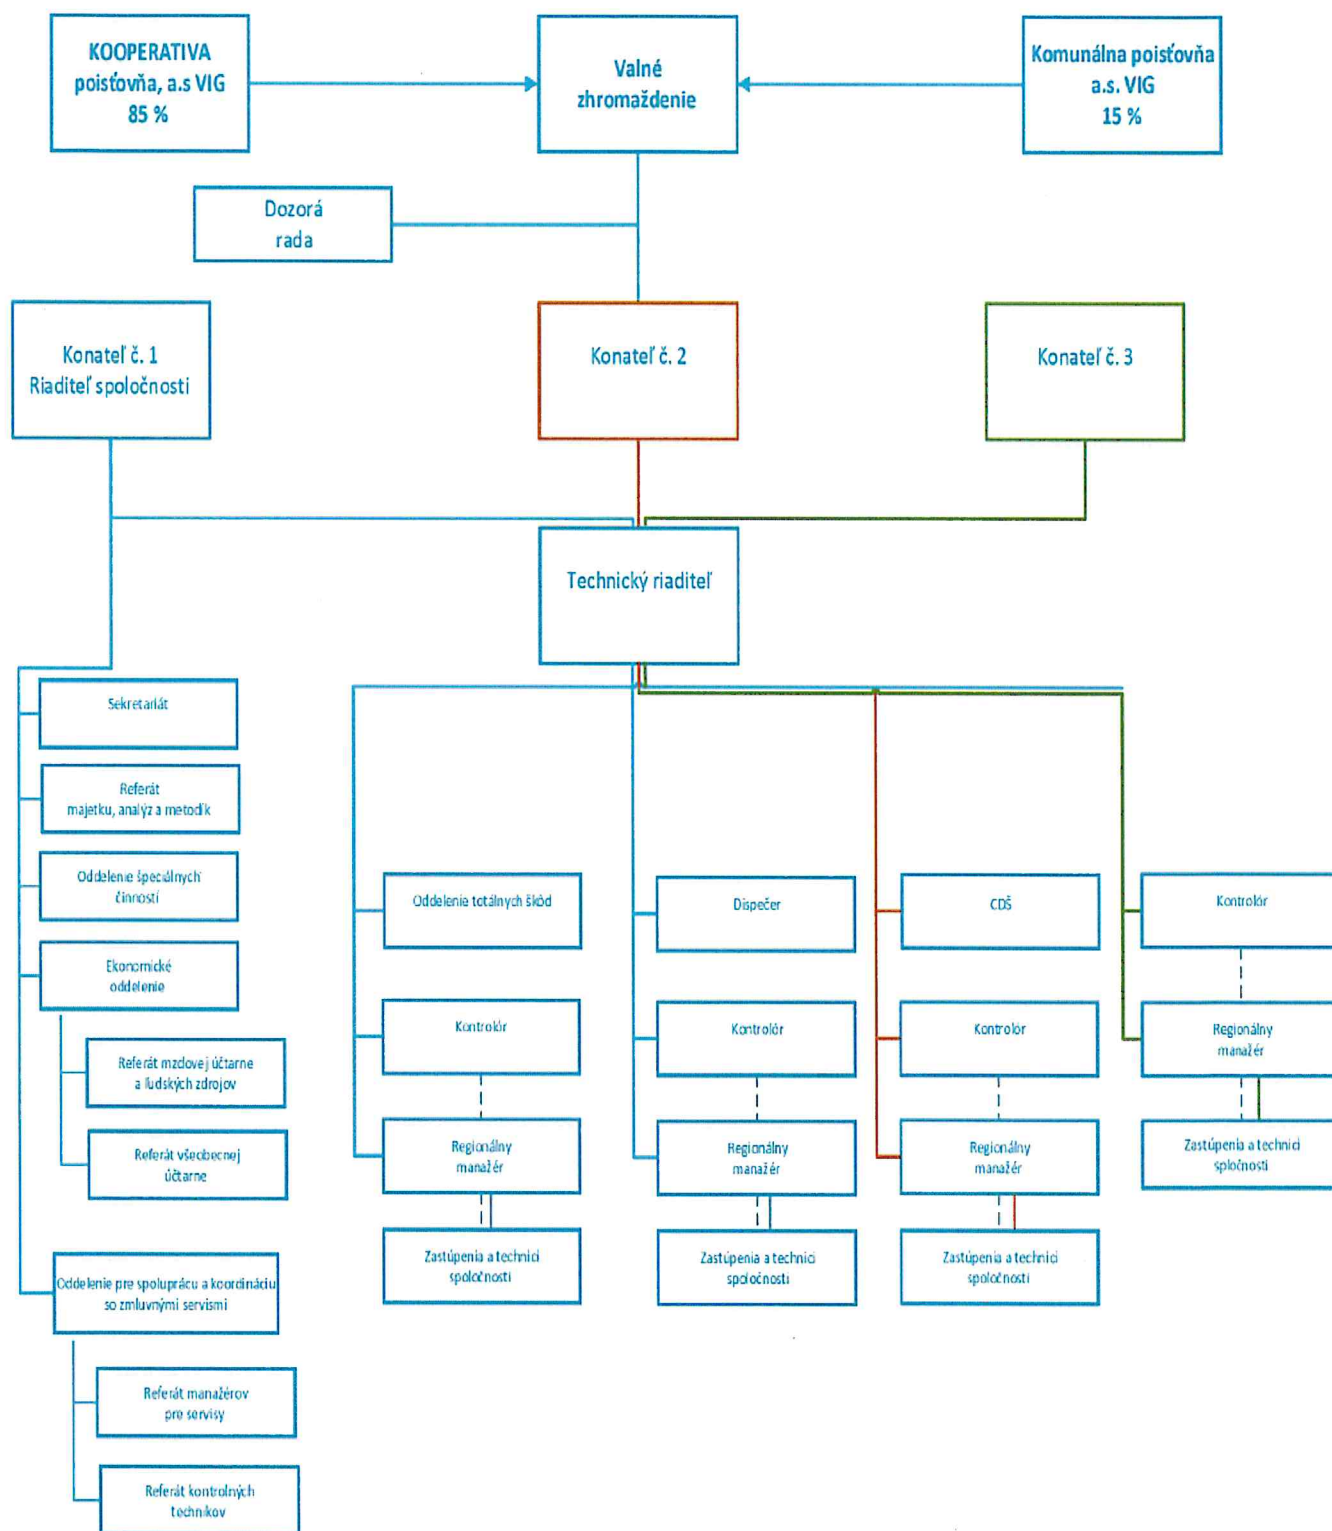 KOOPERATIVA
poisťovňa, a.s VIG
85 %
Valné
zhromaždenie
Komunálna poisťovňa
a.s. VIG
15 %
Dozorá
rada
Konateľ č. 1
Riaditeľ spoločnosti
Konateľ č. 2
Konateľ č. 3
Technický riaditeľ
Sekretariát
Referát
majetku, analýz a metodík
Oddelenie špeciálnych
činností
Ekonomické
oddelenie
Referát mzdovej účtarne
a ľudských zdrojov
Referát všeobecnej
účtarne
Oddelenie pre spoluprácu a koordináciu
so zmluvnými servismi
Referát manažérov
pre servisy
Referát kontrolných
technikov
Oddelenie totálnych škôd
Kontrolór
Regionálny
manažér
Zastúpenia a technici
spoločnosti
Dispečer
Kontrolór
Regionálny
manažér
Zastúpenia a technici
spoločnosti
CDŠ
Kontrolór
Regionálny
manažér
Zastúpenia a technici
spoločnosti
Kontrolór
Regionálny
manažér
Zastúpenia a technici
spločnosti